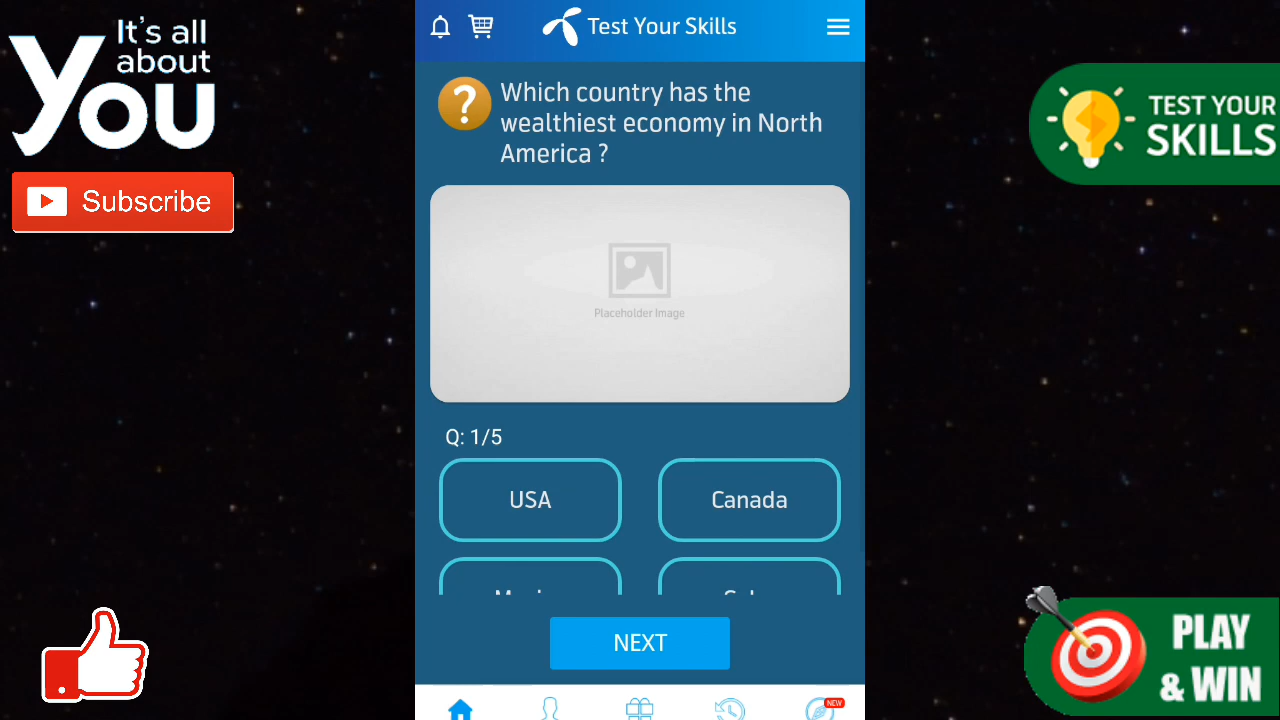 It's all
about
You
Subscribe
Test Your Skills
Which country has the
wealthiest economy in North
America ?
Placeholder Image
Q: 1/5
USA
Canada
NEXT
NEW
TEST YOUR
SKILLS
PLAY
& WIN